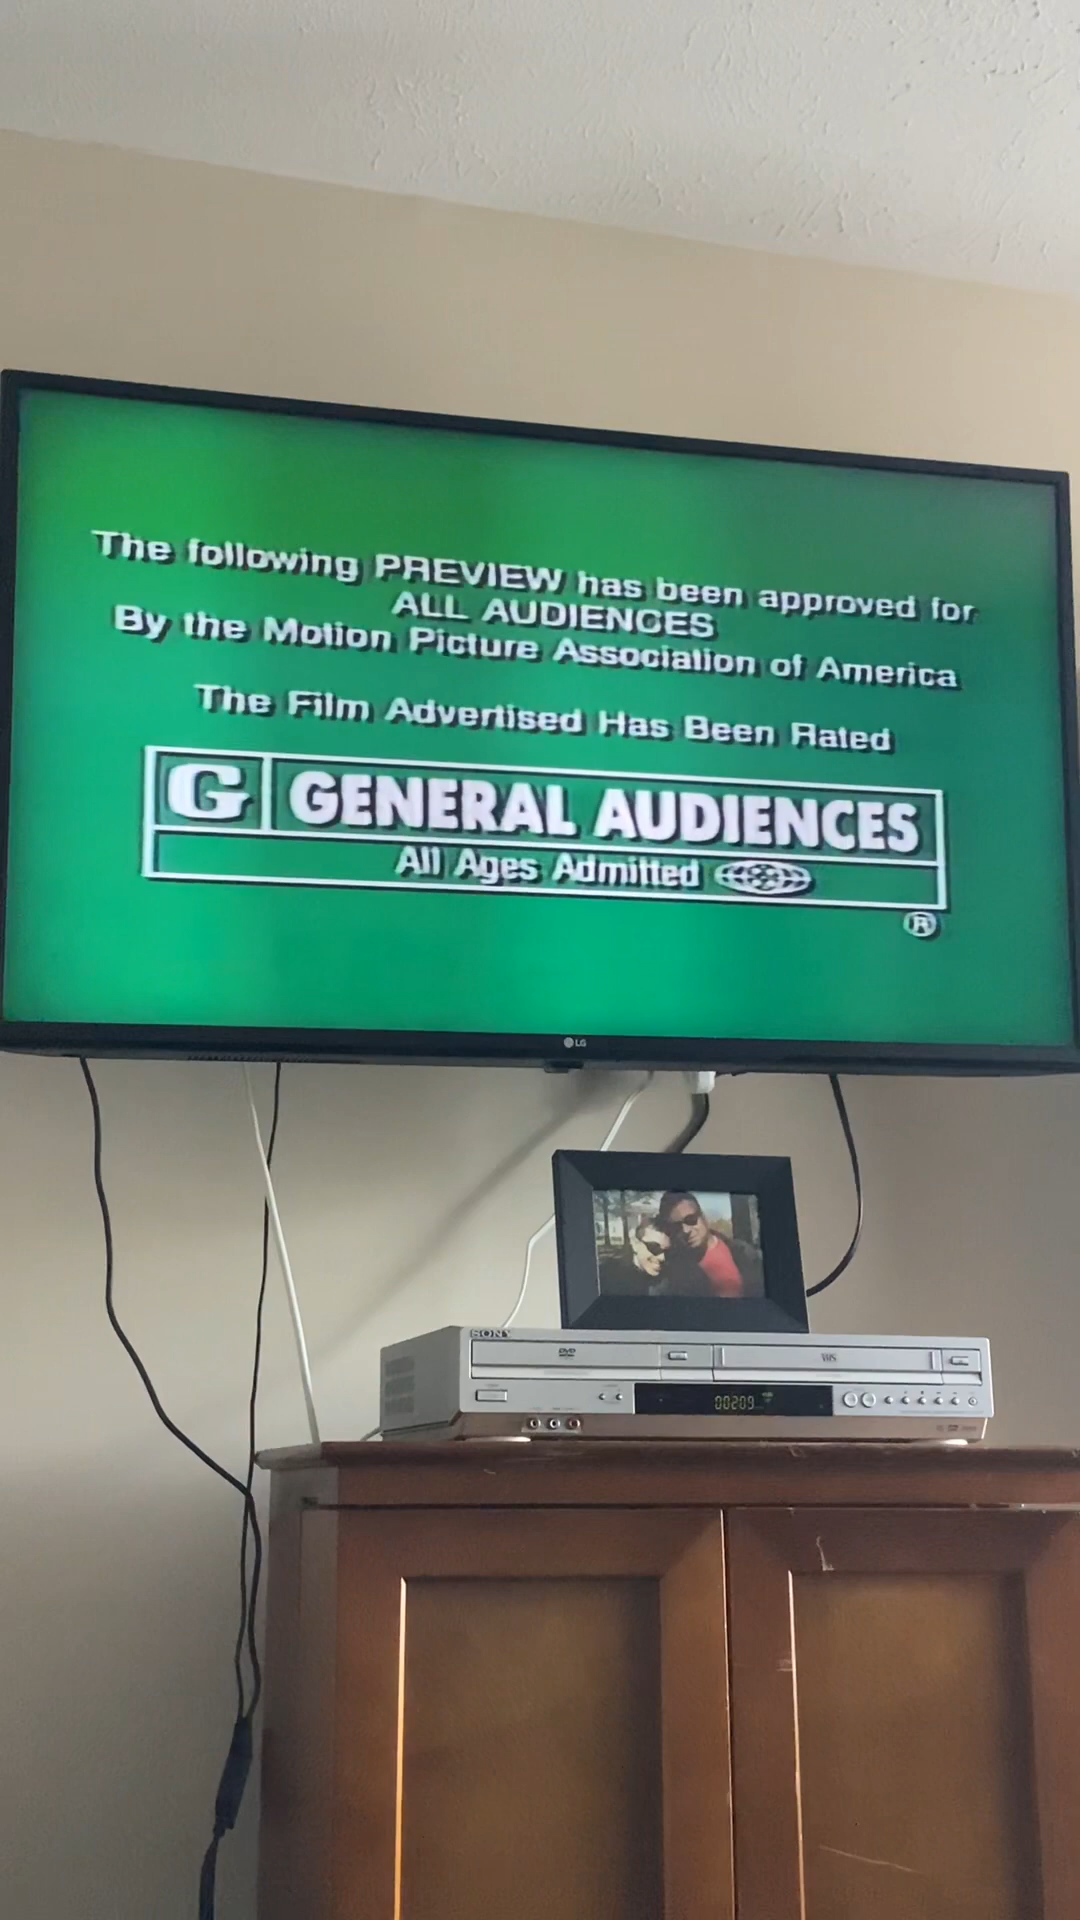 The following PREVIEW has been approved for
ALL AUDIENCES
By the Motion Picture Association of America
The Film Advertised Has Been Rated
G GENERAL AUDIENCES
All Ages Admitted
R
LG
SONY
DVD
VHS
00209